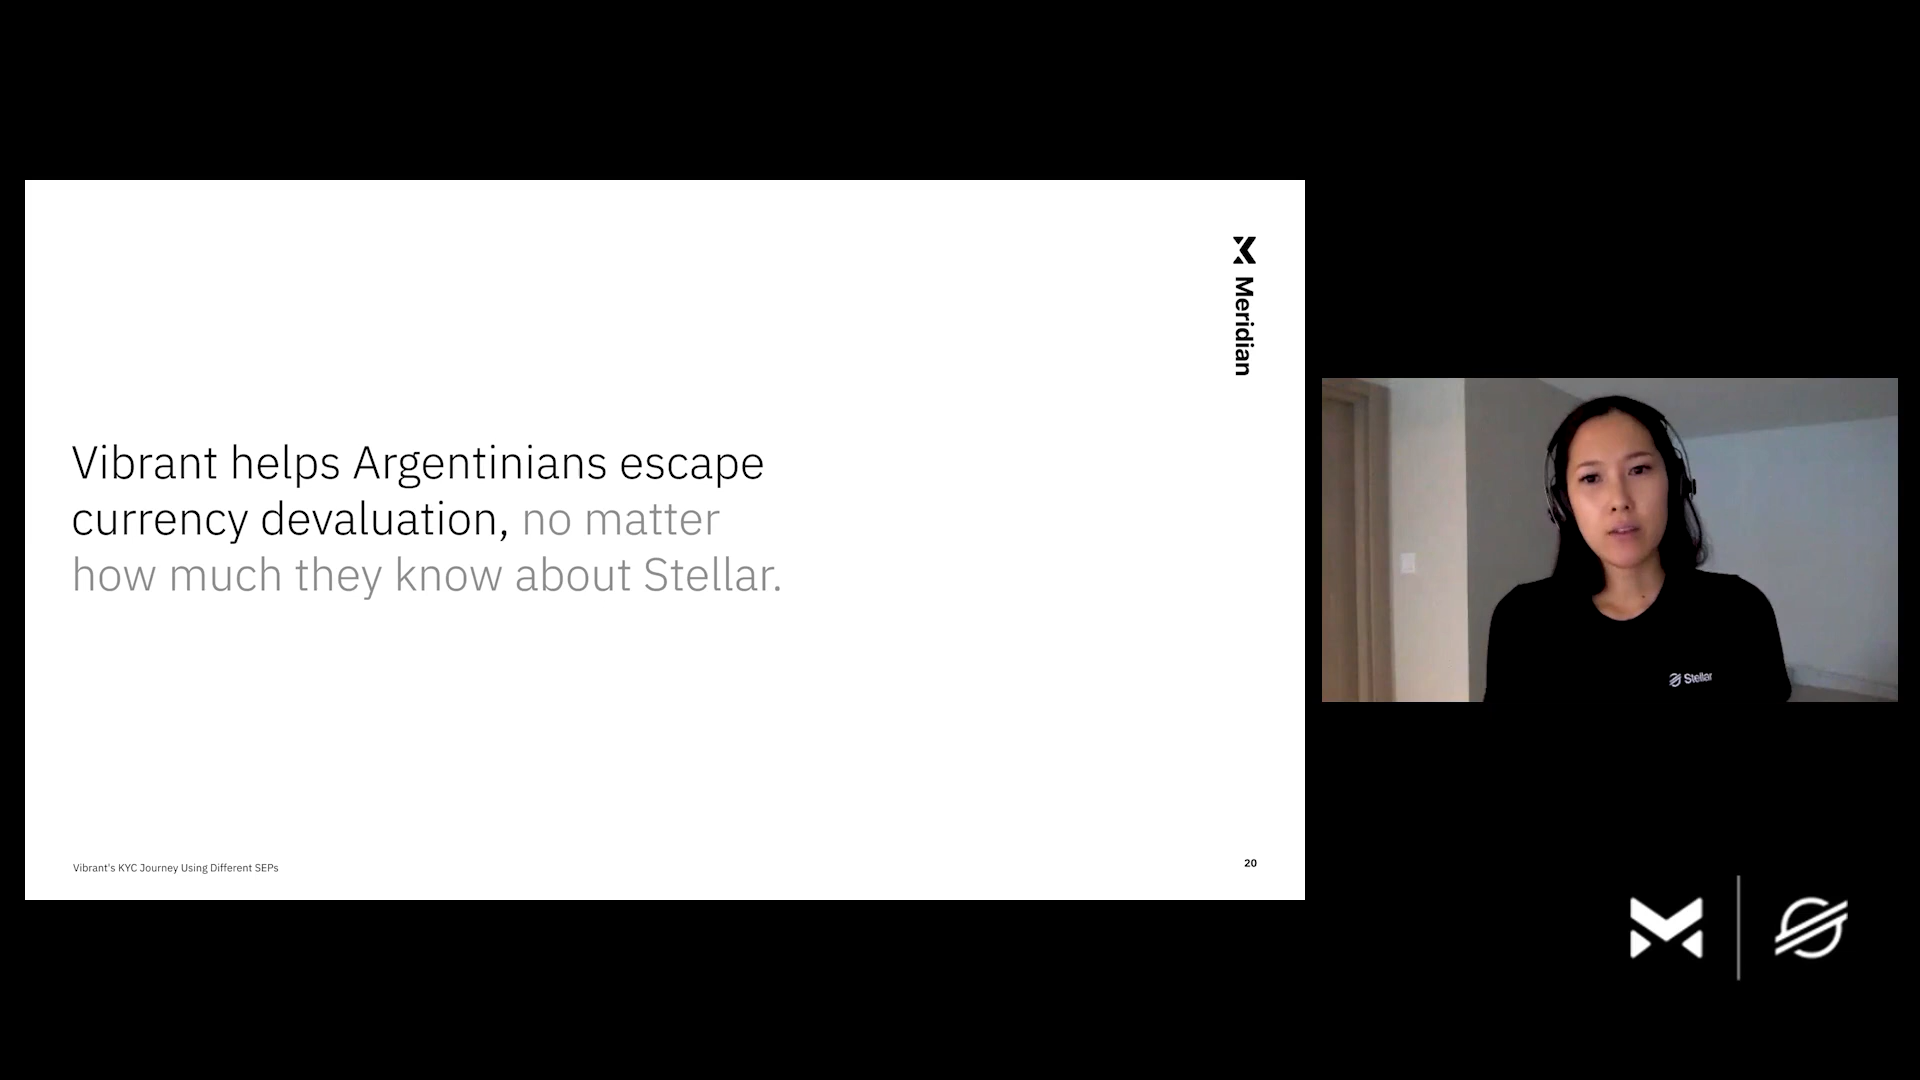 Meridian
Vibrant helps Argentinians escape
currency devaluation, no matter
how much they know about Stellar.
Vibrant's KYC Journey Using Different SEPs
20
Stellar